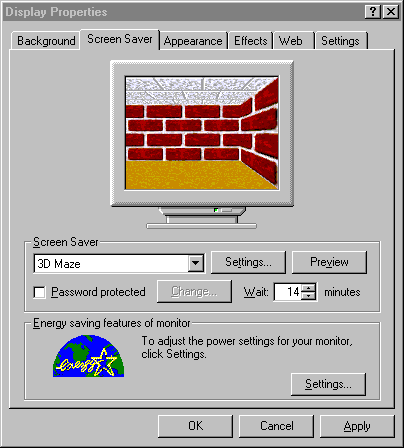 Display Properties
Background Screen Saver Appearance Effects Web Settings
Screen Saver
3D Maze Settings... Preview
Password protected Change... Wait: 14 minutes
Energy saving features of monitor
To adjust the power settings for your monitor,
click Settings.
energy
Settings...
OK Cancel Apply